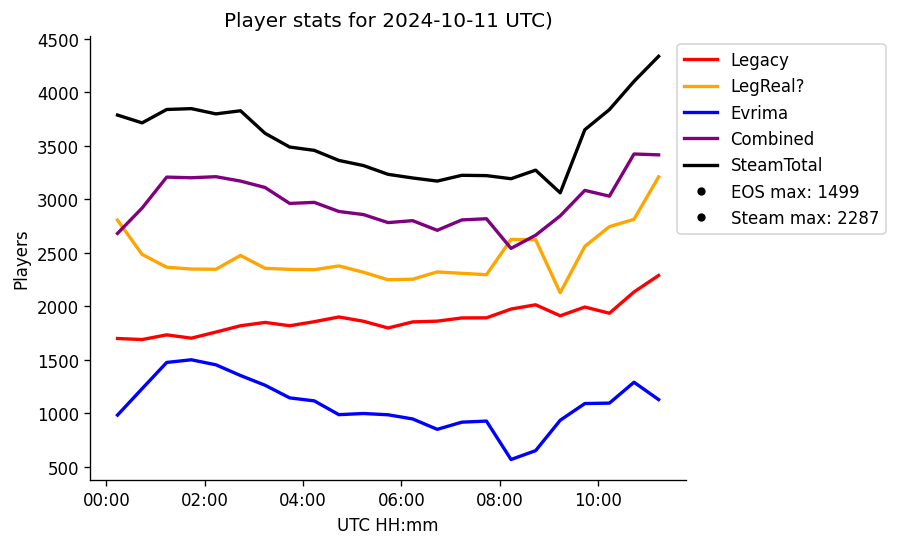 Player stats for 2024-10-11 UTC)
4500
4000
3500
3000
2500
2000
1500
1000
500
Players
00:00 02:00 04:00 06:00 08:00 10:00
UTC HH:mm
Legacy
LegReal?
Evrima
Combined
SteamTotal
EOS max: 1499
Steam max: 2287